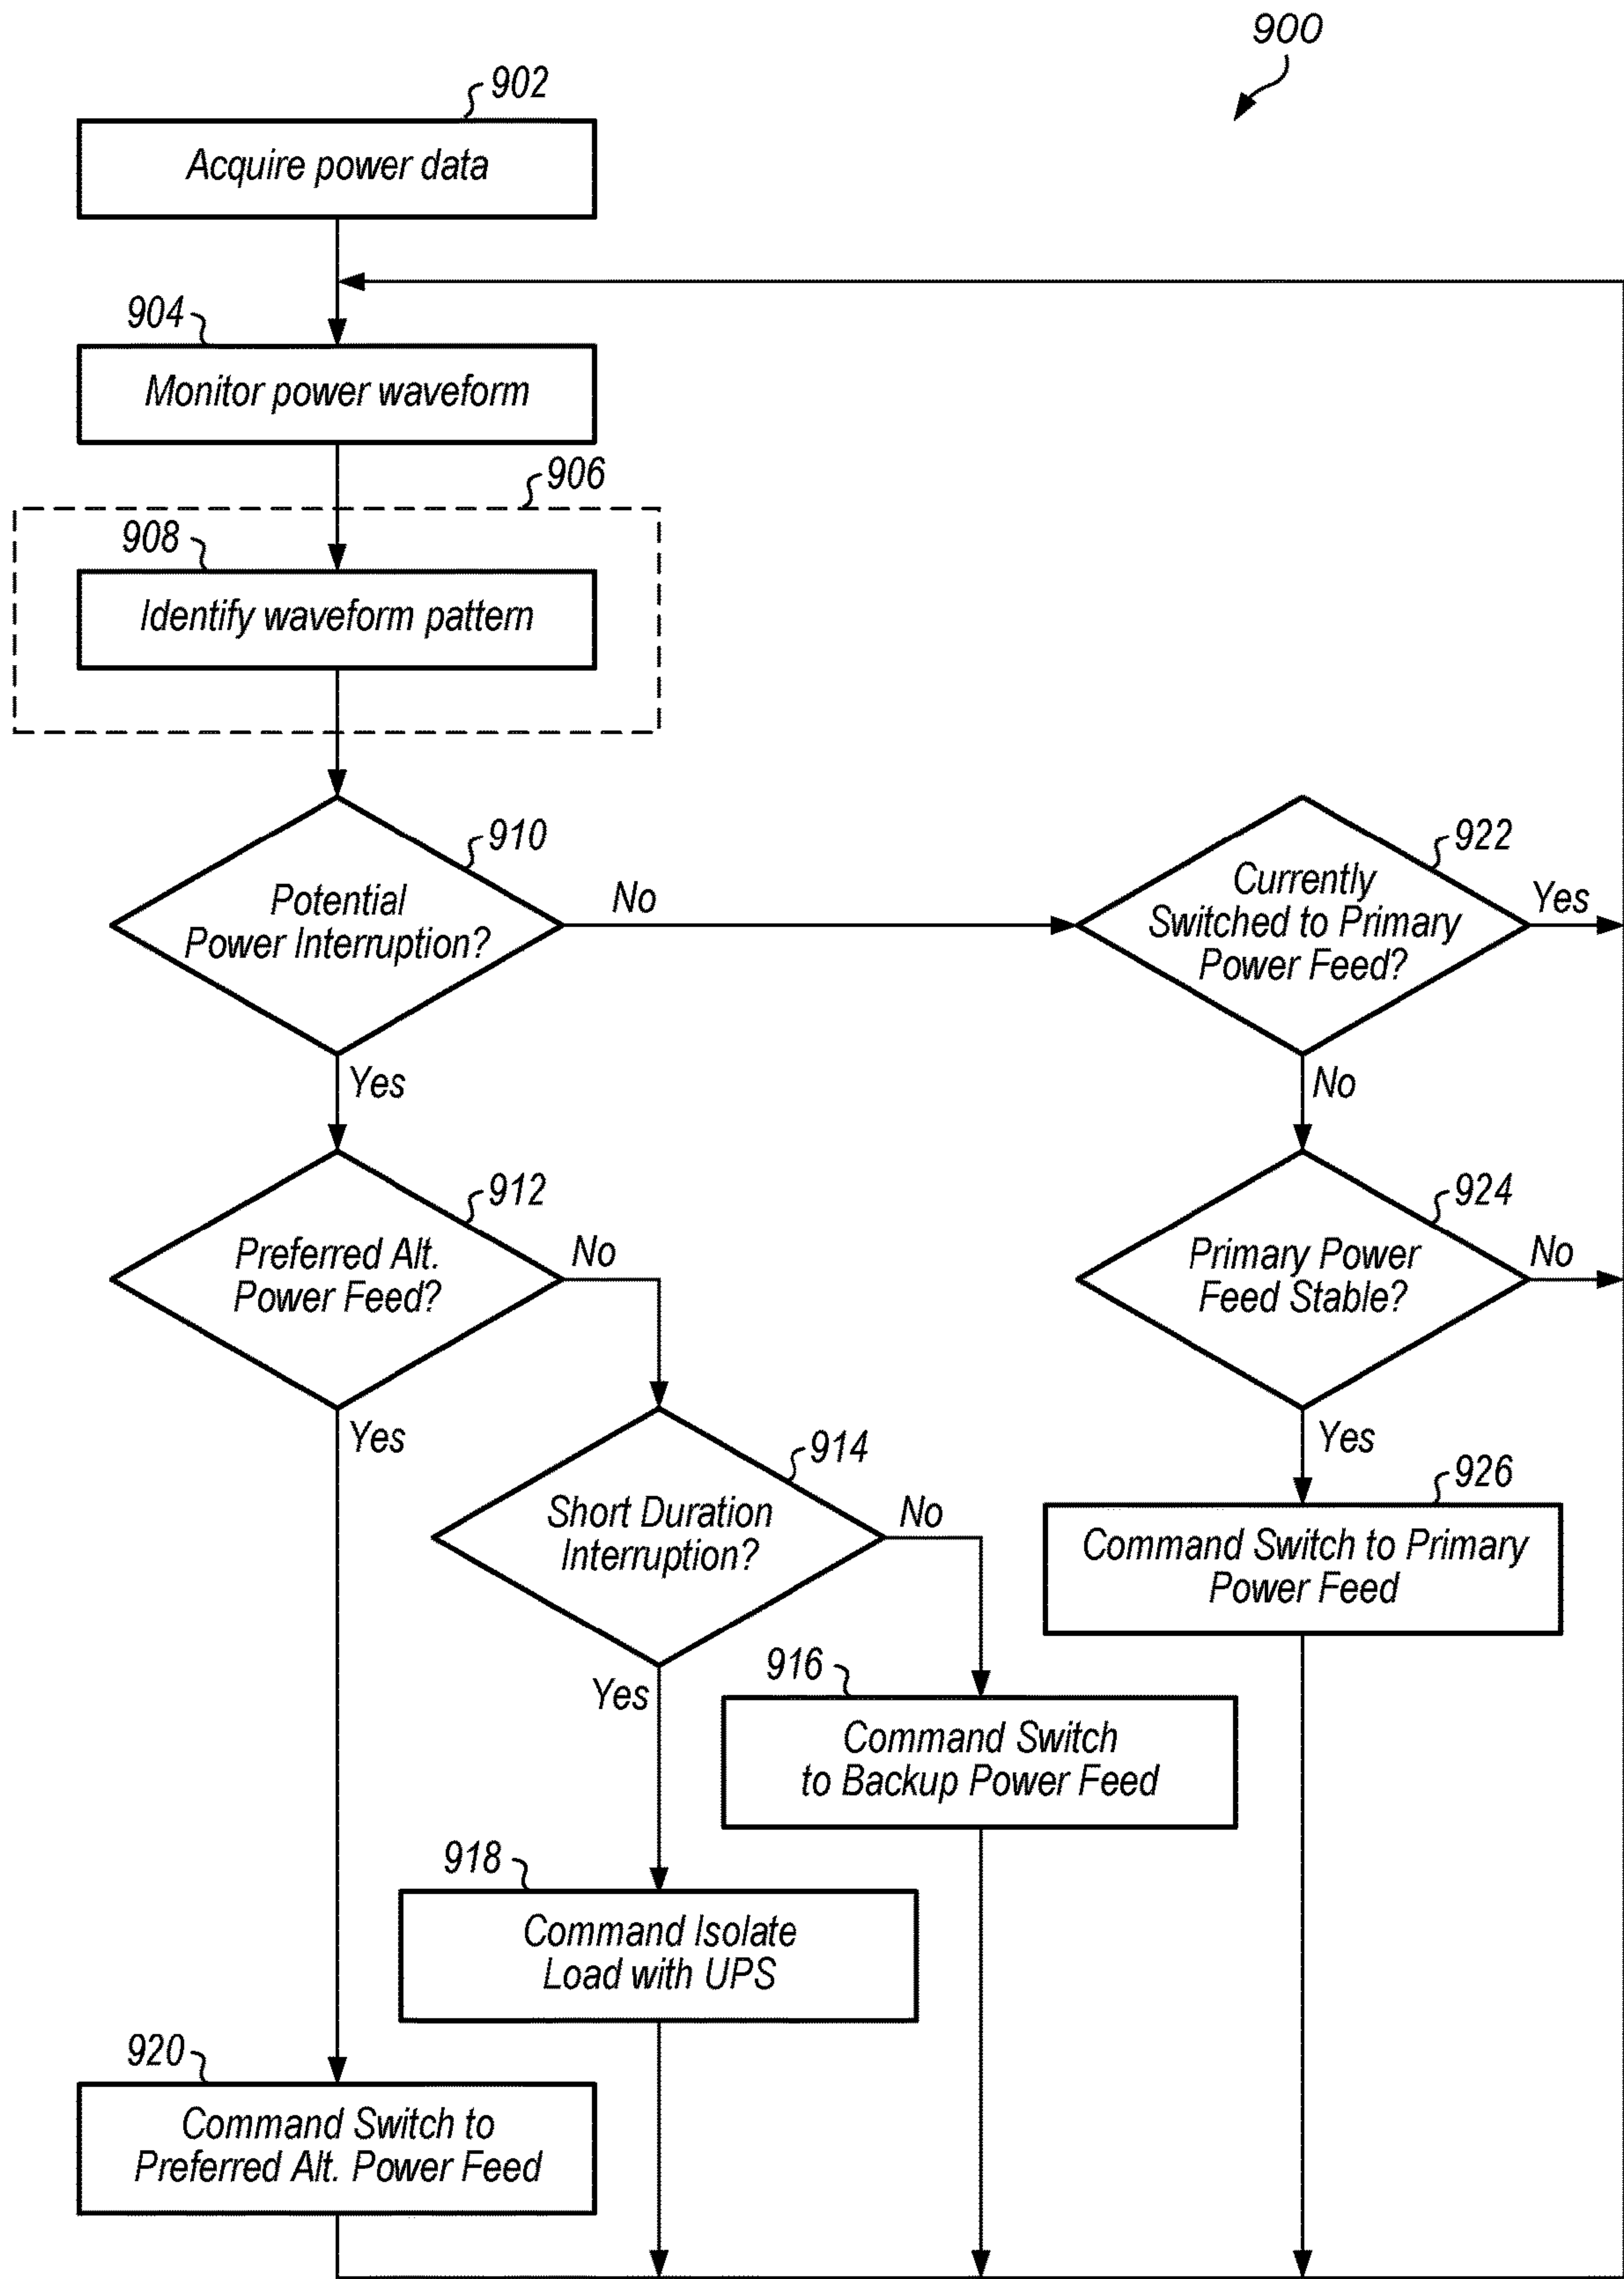 900
902
Acquire power data
904
Monitor power waveform
906
908
Identify waveform pattern
910
Potential
Power Interruption?
No
Yes
922
Currently
Switched to Primary
Power Feed?
Yes
No
912
Preferred Alt.
Power Feed?
No
Yes
924
Primary Power
Feed Stable?
No
Yes
914
Short Duration
Interruption?
No
Yes
926
Command Switch to Primary
Power Feed
916
Command Switch
to Backup Power Feed
918
Command Isolate
Load with UPS
920
Command Switch to
Preferred Alt. Power Feed